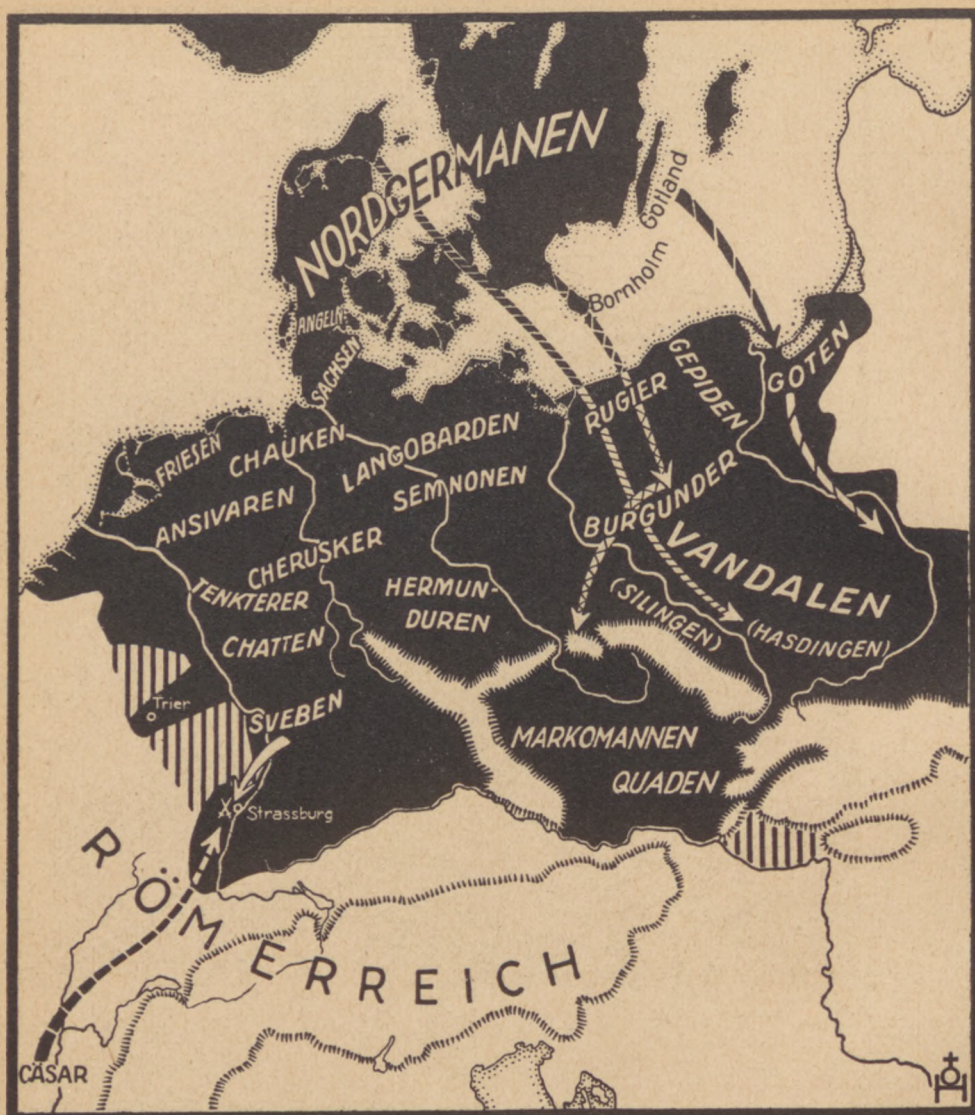 NORDGERMANEN
Gotland
Bornholm
ANGELN
SACHSEN
GEPIDEN
GOTEN
RUGIER
FRIESEN
CHAUKEN
LANGOBARDEN
SEMNONEN
ANSIVAREN
BURGUNDER
CHERUSKER
VANDALEN
TENKTERER
HERMUN-
DUREN
(SILINGEN)
(HASDINGEN)
CHATTEN
Trier
SVEBEN
MARKOMANNEN
QUADEN
Strassburg
RÖMERREICH
CÄSAR